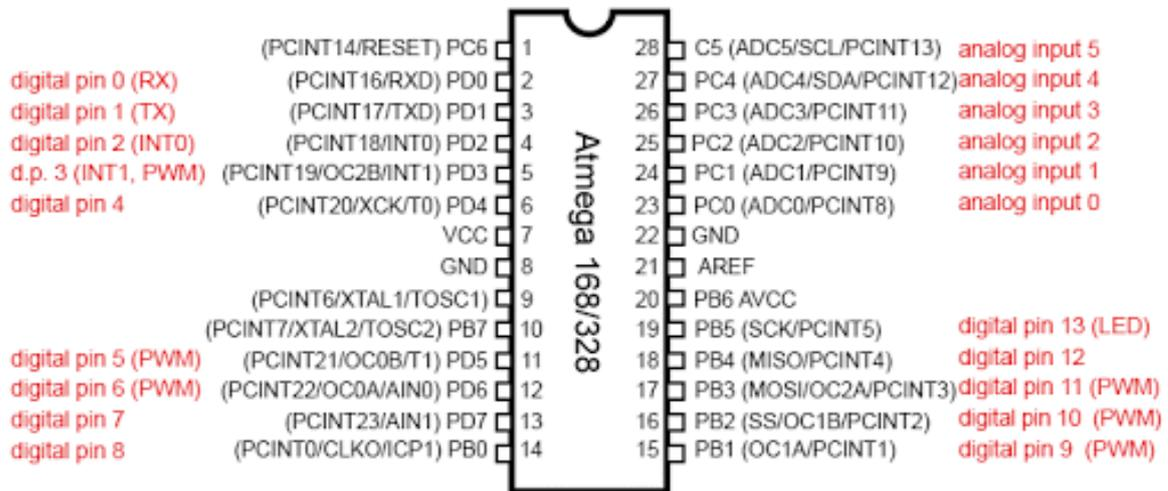 (PCINT14/RESET) PC6 1 28 C5 (ADC5/SCL/PCINT13) analog input 5
digital pin 0 (RX) (PCINT16/RXD) PD0 2 27 PC4 (ADC4/SDA/PCINT12) analog input 4
digital pin 1 (TX) (PCINT17/TXD) PD1 3 26 PC3 (ADC3/PCINT11) analog input 3
digital pin 2 (INT0) (PCINT18/INT0) PD2 4 25 PC2 (ADC2/PCINT10) analog input 2
d.p. 3 (INT1, PWM) (PCINT19/OC2B/INT1) PD3 5 24 PC1 (ADC1/PCINT9) analog input 1
digital pin 4 (PCINT20/XCK/T0) PD4 6 23 PC0 (ADC0/PCINT8) analog input 0
VCC 7 22 GND
GND 8 21 AREF
(PCINT6/XTAL1/TOSC1) 9 20 PB6 AVCC
(PCINT7/XTAL2/TOSC2) PB7 10 19 PB5 (SCK/PCINT5) digital pin 13 (LED)
digital pin 5 (PWM) (PCINT21/OC0B/T1) PD5 11 18 PB4 (MISO/PCINT4) digital pin 12
digital pin 6 (PWM) (PCINT22/OC0A/AIN0) PD6 12 17 PB3 (MOSI/OC2A/PCINT3) digital pin 11 (PWM)
digital pin 7 (PCINT23/AIN1) PD7 13 16 PB2 (SS/OC1B/PCINT2) digital pin 10 (PWM)
digital pin 8 (PCINT0/CLKO/ICP1) PB0 14 15 PB1 (OC1A/PCINT1) digital pin 9 (PWM)
Atmega 168/328